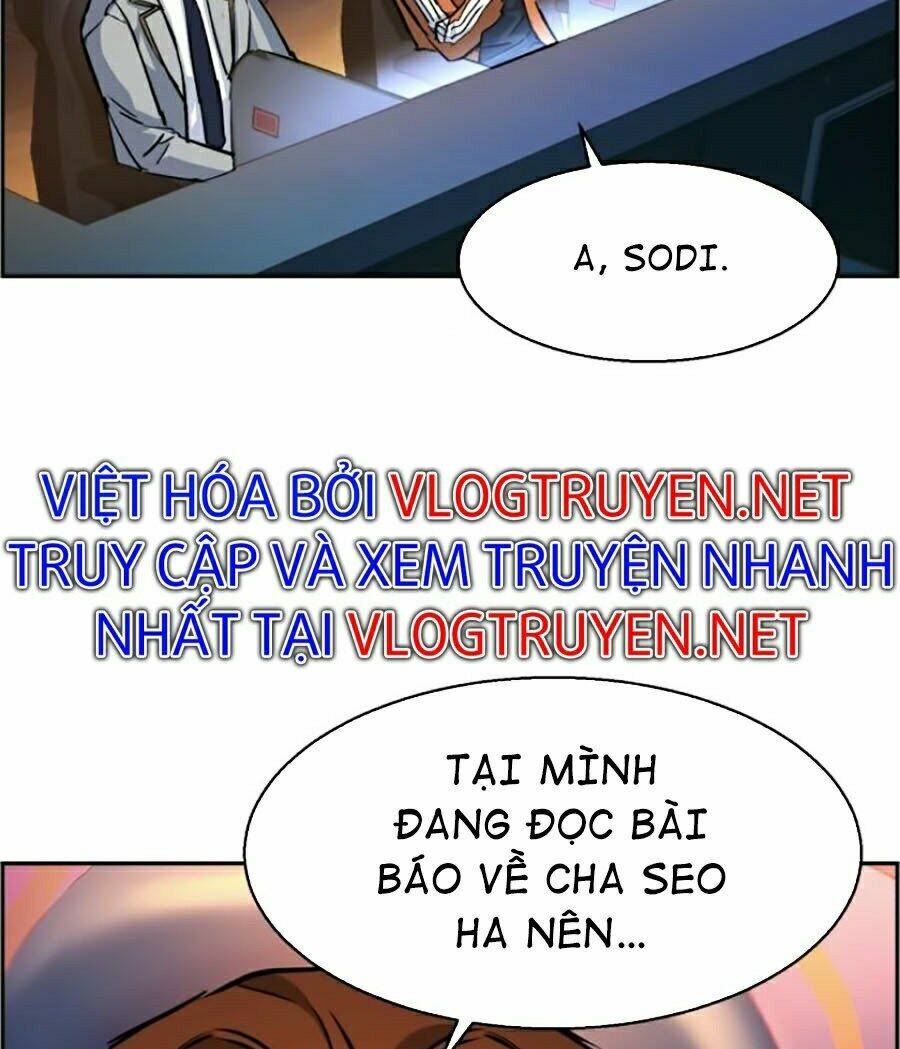 A, SODI.
VIỆT HÓA BỞI VLOGTRUYEN.NET
TRUY CẬP VÀ XEM TRUYỆN NHANH
NHẤT TẠI VLOGTRUYEN.NET
TẠI MÌNH
ĐANG ĐỌC BÀI
BÁO VỀ CHA SEO
HA NÊN...